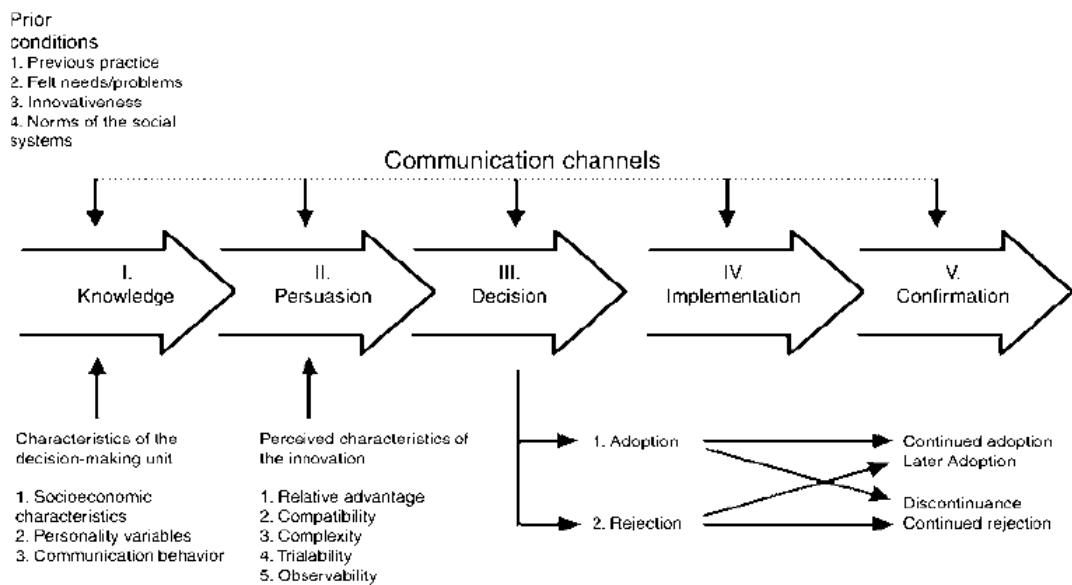 Prior
conditions
1. Previous practice
2. Felt needs/problems
3. Innovativeness
4. Norms of the social
systems
Communication channels
I.
Knowledge
II.
Persuasion
III.
Decision
IV.
Implementation
V.
Confirmation
Characteristics of the
decision-making unit
1. Socioeconomic
characteristics
2. Personality variables
3. Communication behavior
Perceived characteristics of
the innovation
1. Relative advantage
2. Compatibility
3. Complexity
4. Trialability
5. Observability
1. Adoption
2. Rejection
Continued adoption
Later Adoption
Discontinuance
Continued rejection